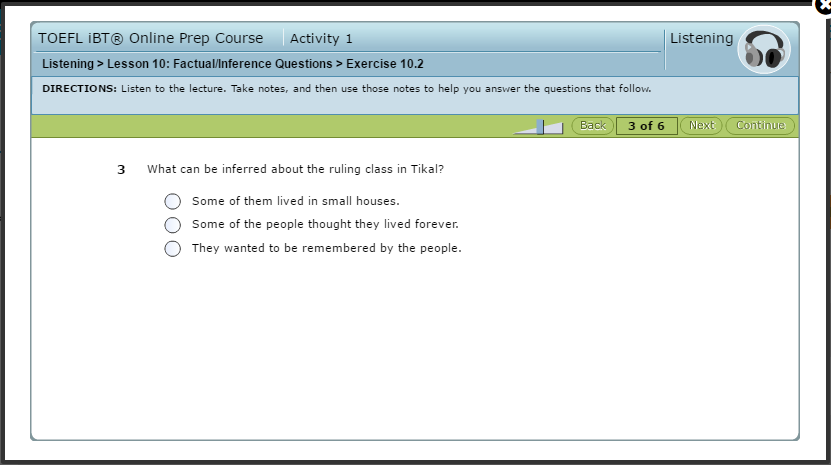 TOEFL iBT® Online Prep Course Activity 1 Listening
Listening > Lesson 10: Factual/Inference Questions > Exercise 10.2
DIRECTIONS: Listen to the lecture. Take notes, and then use those notes to help you answer the questions that follow.
Back 3 of 6 Next Continue
3 What can be inferred about the ruling class in Tikal?
Some of them lived in small houses.
Some of the people thought they lived forever.
They wanted to be remembered by the people.